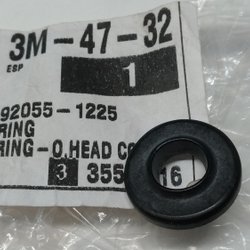 3M-47-32
ESP
1
92055-1225
RING
RING-O,HEAD
3 355 16